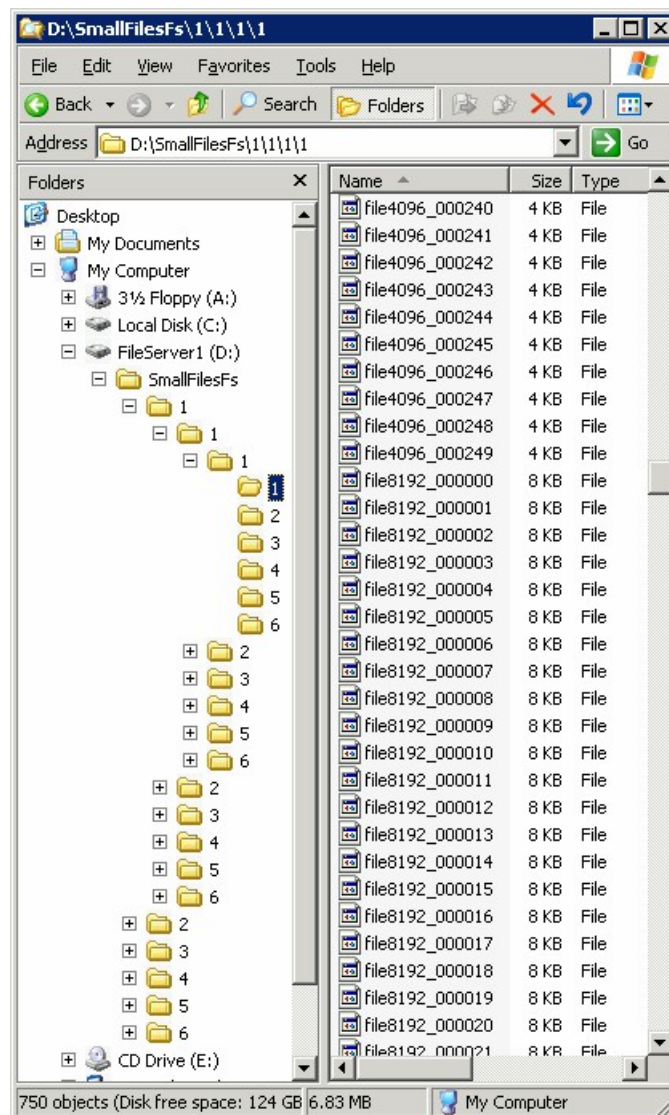 D:\SmallFilesFs\1\1\1\1
File Edit View Favorites Tools Help
Back Search Folders
Address D:\SmallFilesFs\1\1\1\1 Go
Folders
Desktop
My Documents
My Computer
3½ Floppy (A:)
Local Disk (C:)
FileServer1 (D:)
SmallFilesFs
1
1
1
1
2
3
4
5
6
2
3
4
5
6
2
3
4
5
6
2
3
4
5
6
CD Drive (E:)
Name Size Type
file4096_000240 4 KB File
file4096_000241 4 KB File
file4096_000242 4 KB File
file4096_000243 4 KB File
file4096_000244 4 KB File
file4096_000245 4 KB File
file4096_000246 4 KB File
file4096_000247 4 KB File
file4096_000248 4 KB File
file4096_000249 4 KB File
file8192_000000 8 KB File
file8192_000001 8 KB File
file8192_000002 8 KB File
file8192_000003 8 KB File
file8192_000004 8 KB File
file8192_000005 8 KB File
file8192_000006 8 KB File
file8192_000007 8 KB File
file8192_000008 8 KB File
file8192_000009 8 KB File
file8192_000010 8 KB File
file8192_000011 8 KB File
file8192_000012 8 KB File
file8192_000013 8 KB File
file8192_000014 8 KB File
file8192_000015 8 KB File
file8192_000016 8 KB File
file8192_000017 8 KB File
file8192_000018 8 KB File
file8192_000019 8 KB File
file8192_000020 8 KB File
file8192_000021 8 KB File
750 objects (Disk free space: 124 GB 6.83 MB My Computer